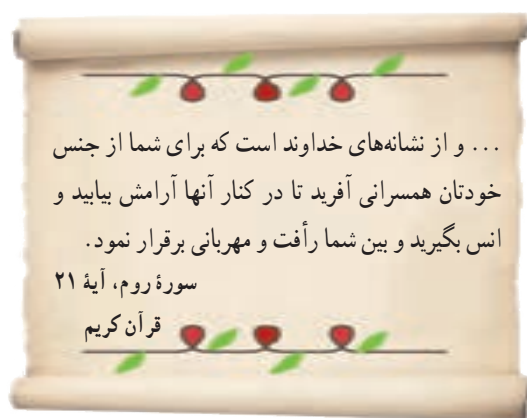 ... و از نشانه‌های خداوند است که برای شما از جنس
خودتان همسرانی آفرید تا در کنار آنها آرامش بیابید و
انس بگیرید و بین شما رأفت و مهربانی برقرار نمود.
سورهٔ روم، آیهٔ ۲۱
قرآن کریم